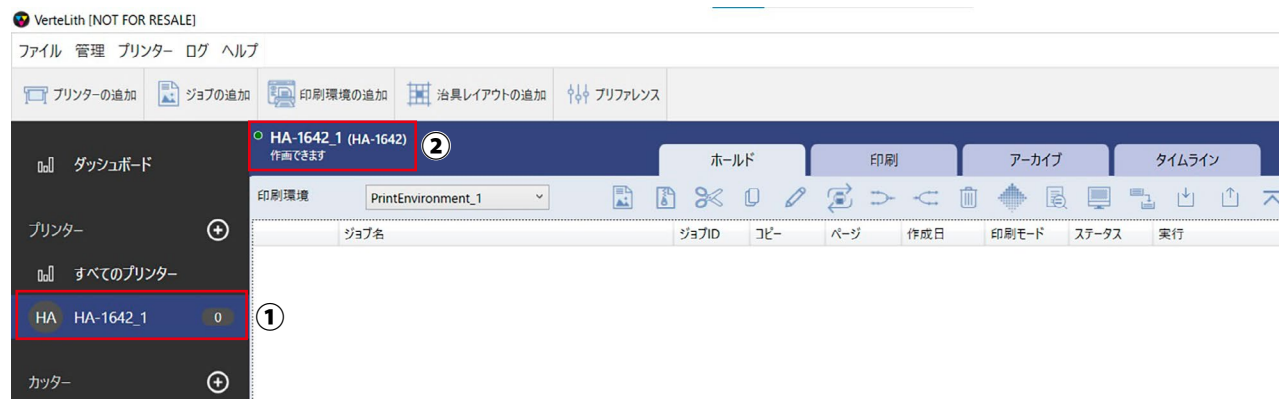 VerteLith [NOT FOR RESALE]
ファイル 管理 プリンター ログ ヘルプ
プリンターの追加 ジョブの追加 印刷環境の追加 治具レイアウトの追加 プリファレンス
HA-1642_1 (HA-1642)
作画できます
②
ダッシュボード
ホールド 印刷 アーカイブ タイムライン
印刷環境 PrintEnvironment_1
プリンター
ジョブ名 ジョブID コピー ページ 作成日 印刷モード ステータス 実行
すべてのプリンター
HA HA-1642_1 0
①
カッター